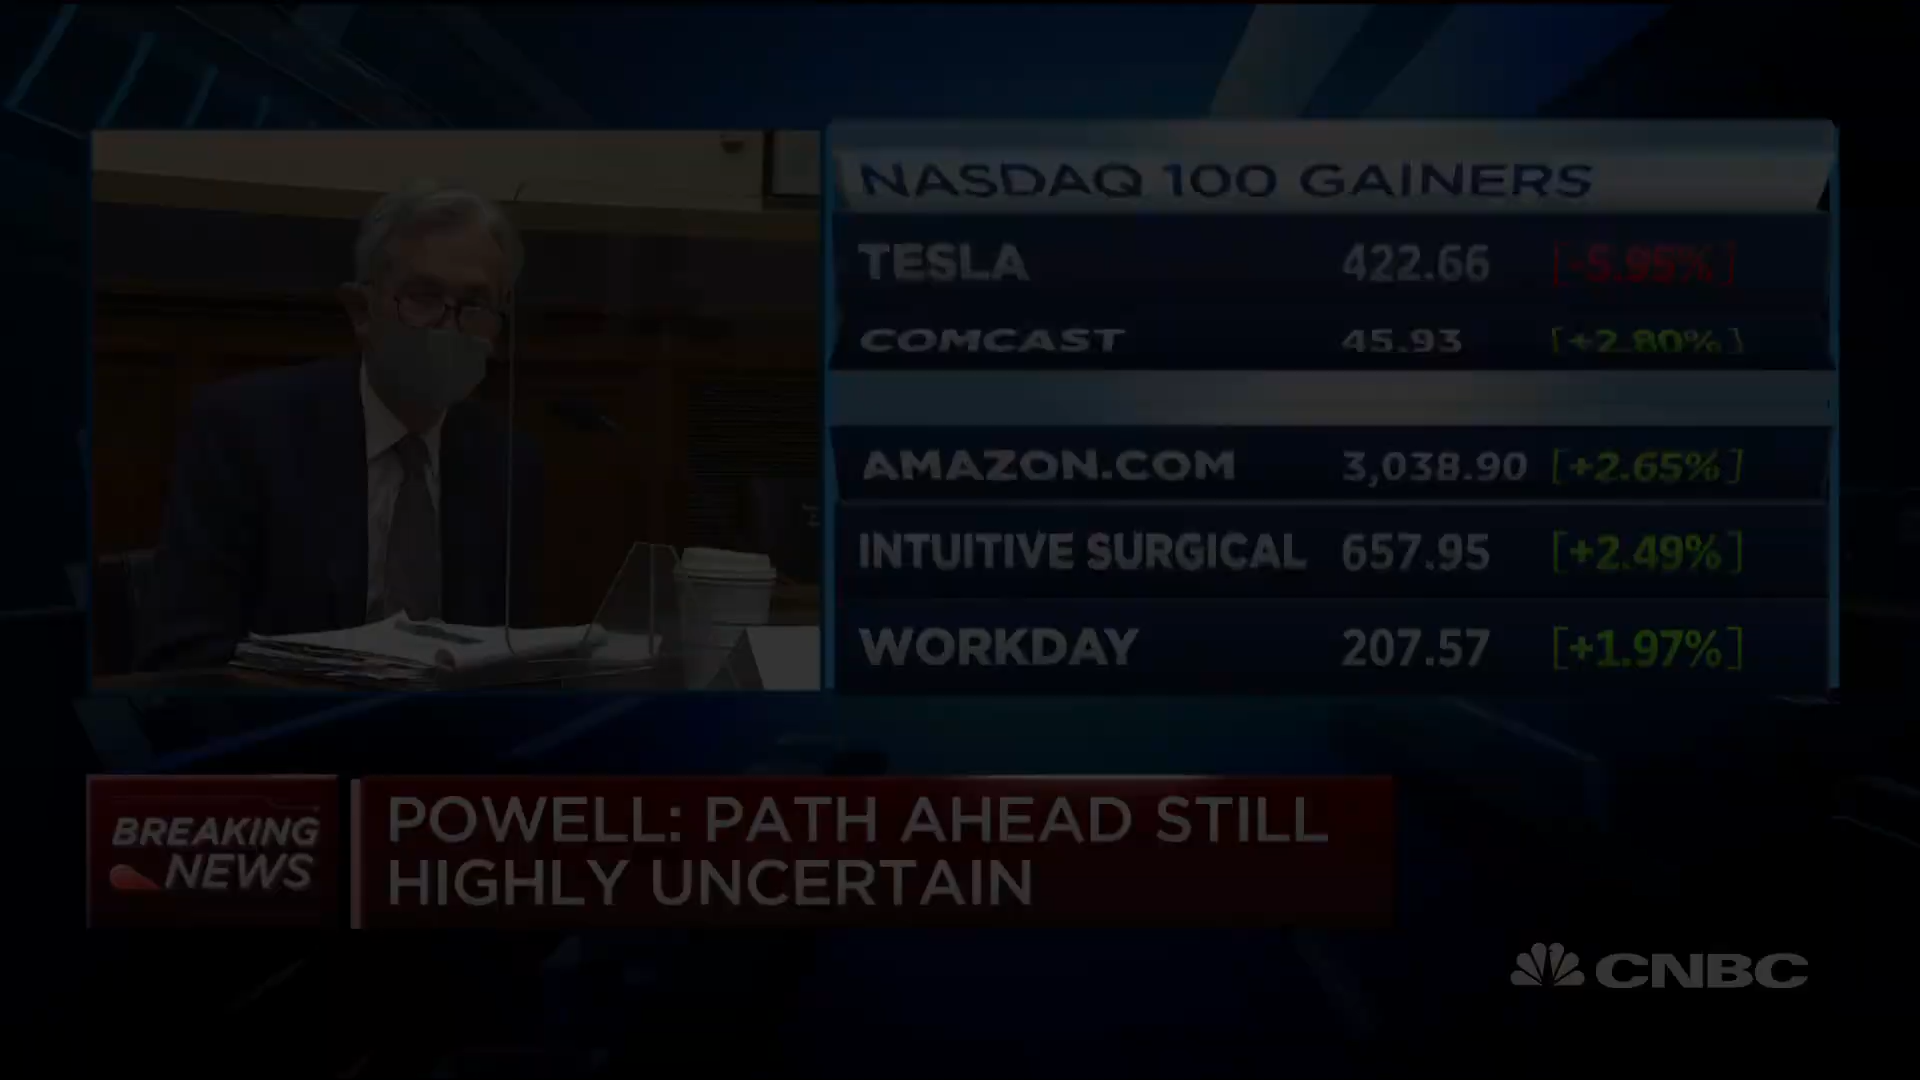 NASDAQ 100 GAINERS
TESLA 422.66 [-5.95%]
COMCAST 45.93 [+2.80%]
AMAZON.COM 3,038.90 [+2.65%]
INTUITIVE SURGICAL 657.95 [+2.49%]
WORKDAY 207.57 [+1.97%]
BREAKING
NEWS
POWELL: PATH AHEAD STILL
HIGHLY UNCERTAIN
CNBC